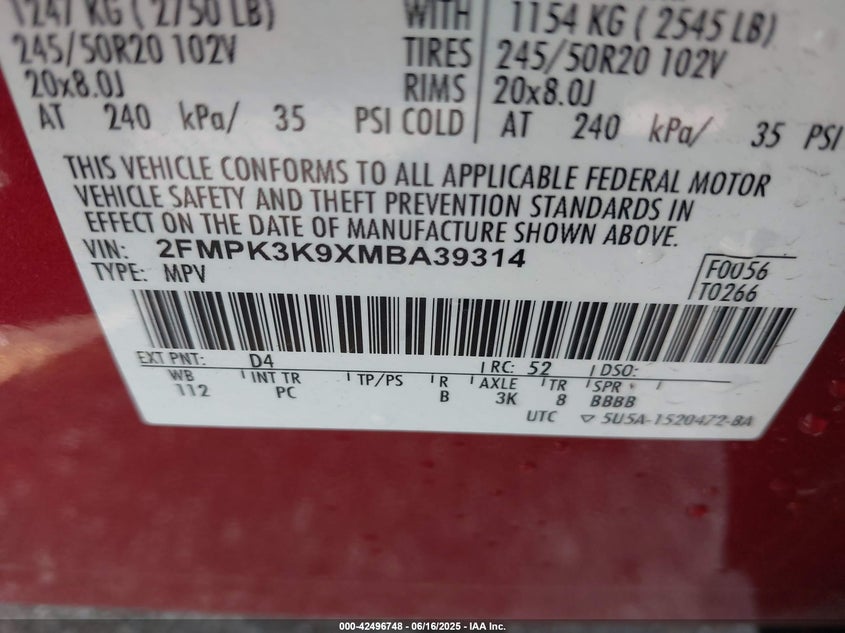 1247 KG ( 2750 LB) WITH 1154 KG ( 2545 LB)
245/50R20 102V TIRES 245/50R20 102V
20x8.0J RIMS 20x8.0J
AT 240 kPa/ 35 PSI COLD AT 240 kPa/ 35 PSI
THIS VEHICLE CONFORMS TO ALL APPLICABLE FEDERAL MOTOR
VEHICLE SAFETY AND THEFT PREVENTION STANDARDS IN
EFFECT ON THE DATE OF MANUFACTURE SHOWN ABOVE.
VIN: 2FMPK3K9XMBA39314
TYPE: MPV
F0056
T0266
EXT PNT: D4 RC: 52 DSO:
WB INT TR TP/PS R AXLE TR SPR
112 PC B 3K 8 BBBB
UTC 5U5A-1520472-BA
000-42496748 - 06/16/2025 - IAA Inc.